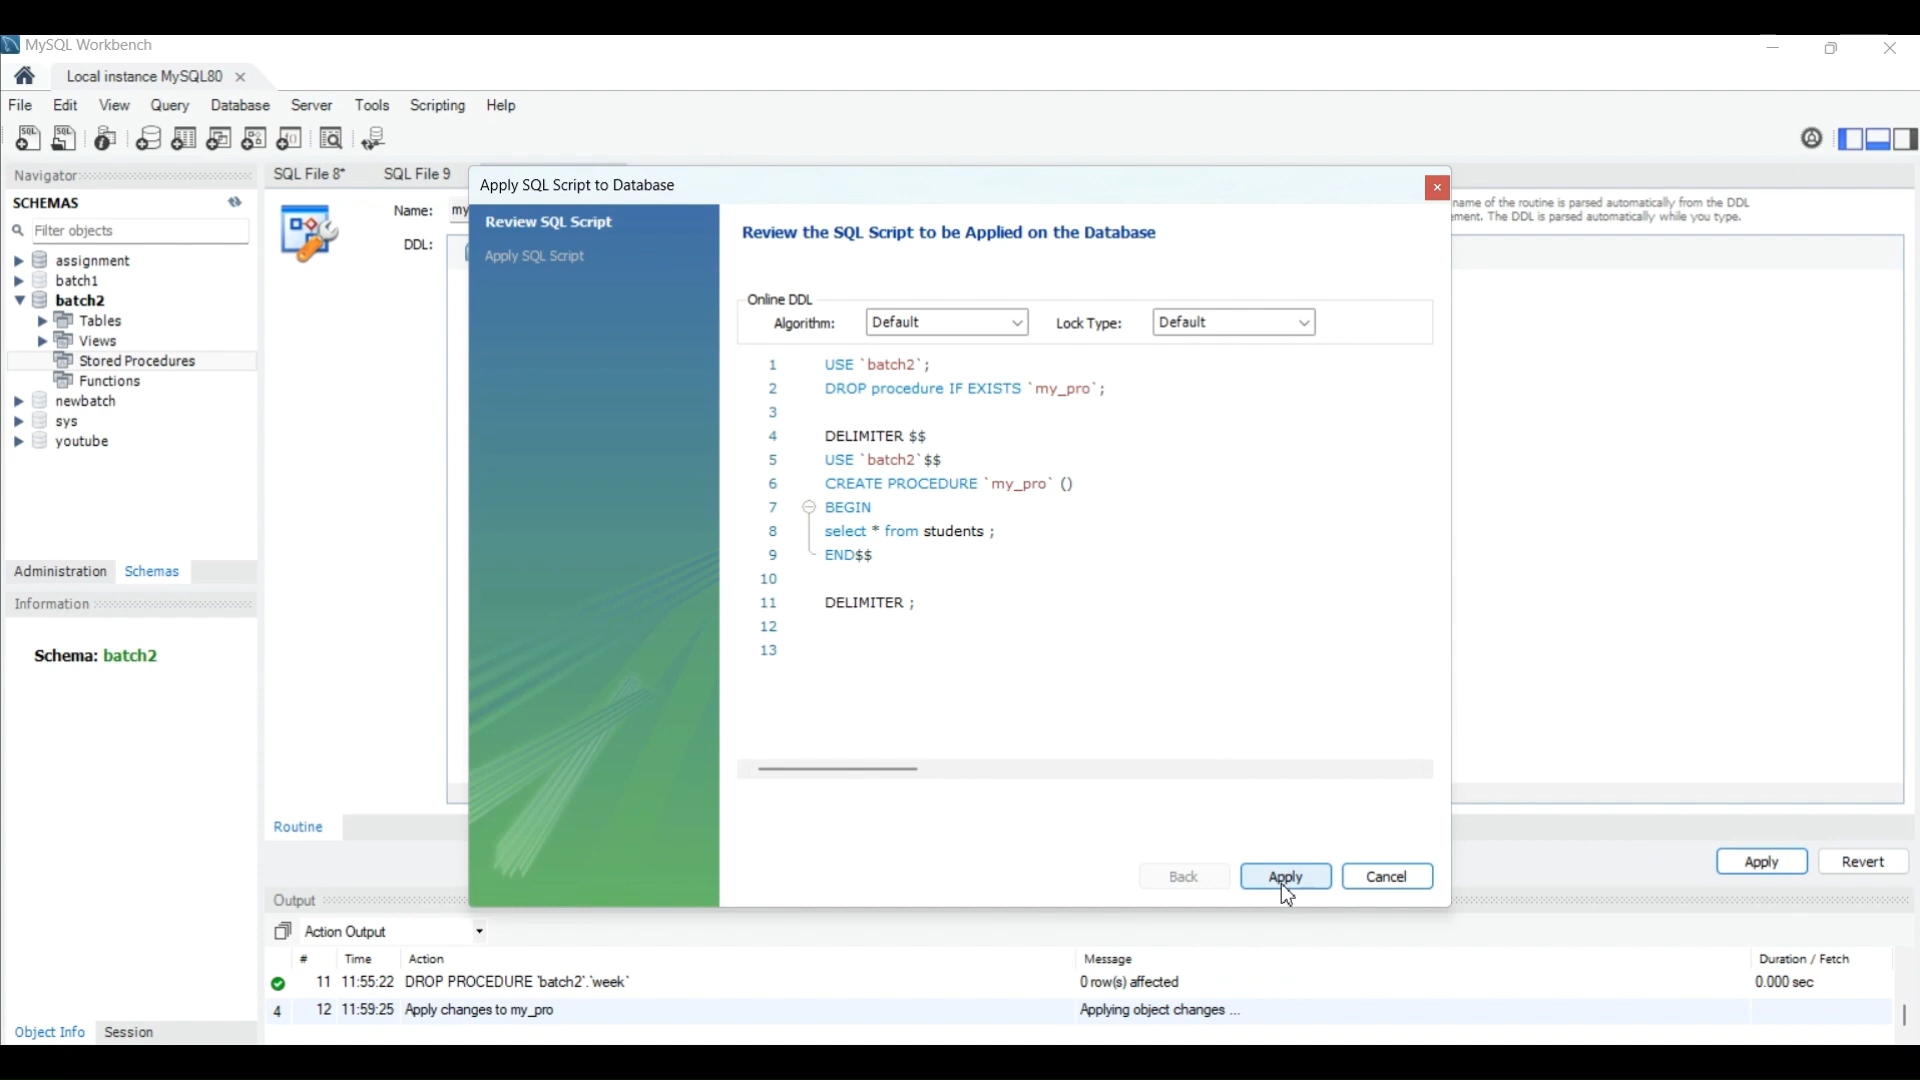 MySQL Workbench
Local instance MySQL80
File Edit View Query Database Server Tools Scripting Help
Navigator
SCHEMAS
Filter objects
assignment
batch1
batch2
Tables
Views
Stored Procedures
Functions
newbatch
sys
youtube
Administration Schemas
Information
Schema: batch2
Object Info Session
SQL File 8* SQL File 9
Name: my
DDL:
name of the routine is parsed automatically from the DDL
ement. The DDL is parsed automatically while you type.
Apply SQL Script to Database
Review SQL Script
Apply SQL Script
Review the SQL Script to be Applied on the Database
Online DDL
Algorithm: Default Lock Type: Default
1 USE `batch2`;
2 DROP procedure IF EXISTS `my_pro`;
3
4 DELIMITER $$
5 USE `batch2`$$
6 CREATE PROCEDURE `my_pro` ()
7 BEGIN
8 select * from students ;
9 END$$
10
11 DELIMITER ;
12
13
Back Apply Cancel
Routine
Apply Revert
Output
Action Output
# Time Action Message Duration / Fetch
11 11:55:22 DROP PROCEDURE `batch2`.`week` 0 row(s) affected 0.000 sec
4 12 11:59:25 Apply changes to my_pro Applying object changes ...